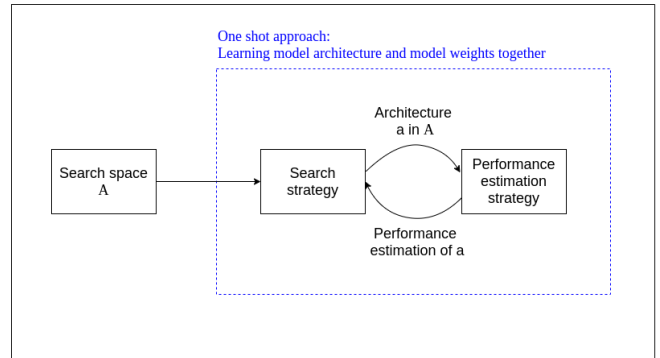 One shot approach:
Learning model architecture and model weights together
Architecture
a in A
Search space
A
Search
strategy
Performance
estimation
strategy
Performance
estimation of a